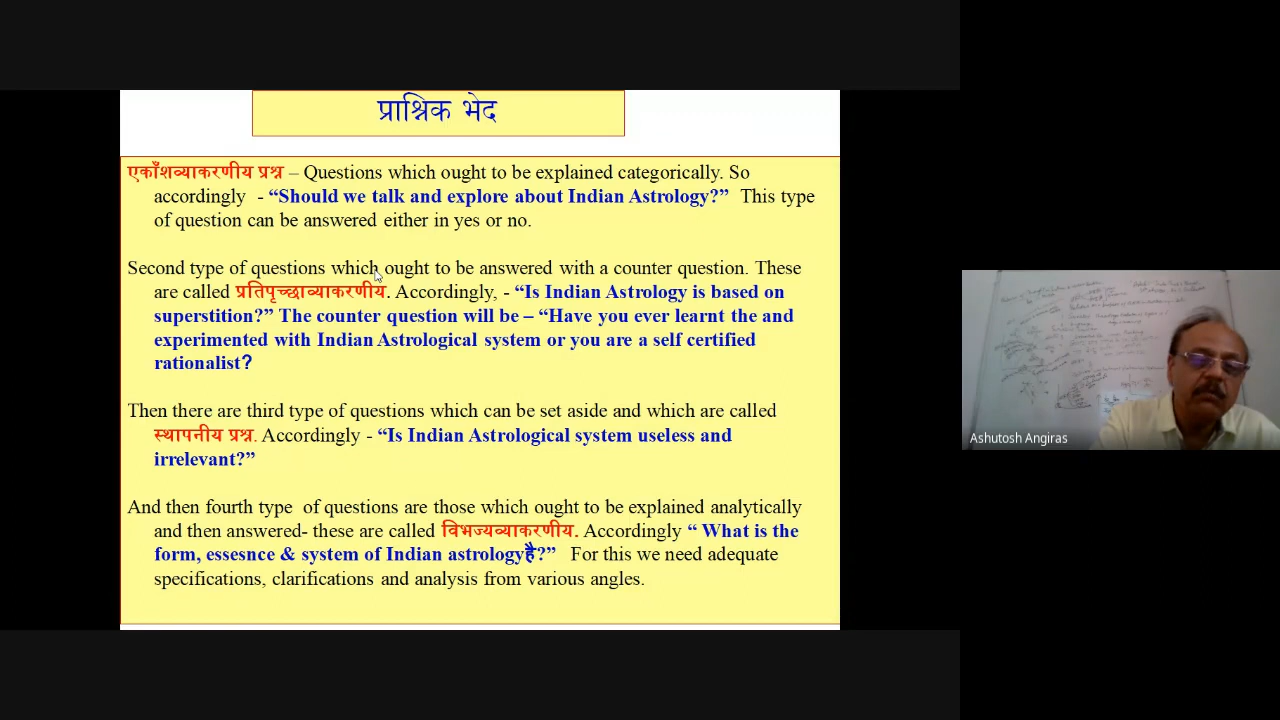 प्राश्निक भेद
एकाँशव्याकरणीय प्रश्न – Questions which ought to be explained categorically. So
accordingly - “Should we talk and explore about Indian Astrology?” This type
of question can be answered either in yes or no.
Second type of questions which ought to be answered with a counter question. These
are called प्रतिपृच्छाव्याकरणीय. Accordingly, - “Is Indian Astrology is based on
superstition?” The counter question will be – “Have you ever learnt the and
experimented with Indian Astrological system or you are a self certified
rationalist?
Then there are third type of questions which can be set aside and which are called
स्थापनीय प्रश्न. Accordingly - “Is Indian Astrological system useless and
irrelevant?”
And then fourth type of questions are those which ought to be explained analytically
and then answered- these are called विभज्यव्याकरणीय. Accordingly “ What is the
form, essesnce & system of Indian astrologyहै?” For this we need adequate
specifications, clarifications and analysis from various angles.
Ashutosh Angiras